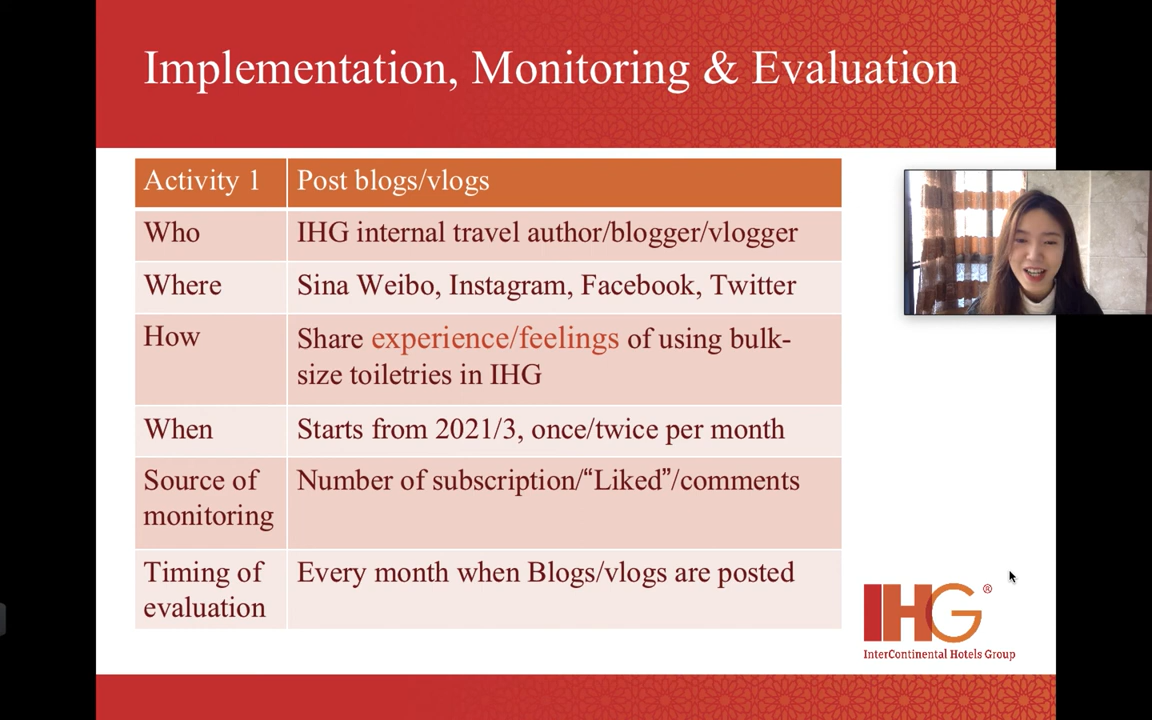 Implementation, Monitoring & Evaluation
Activity 1
Post blogs/vlogs
Who
IHG internal travel author/blogger/vlogger
Where
Sina Weibo, Instagram, Facebook, Twitter
How
Share experience/feelings of using bulk-
size toiletries in IHG
When
Starts from 2021/3, once/twice per month
Source of
monitoring
Number of subscription/“Liked”/comments
Timing of
evaluation
Every month when Blogs/vlogs are posted
IHG®
InterContinental Hotels Group